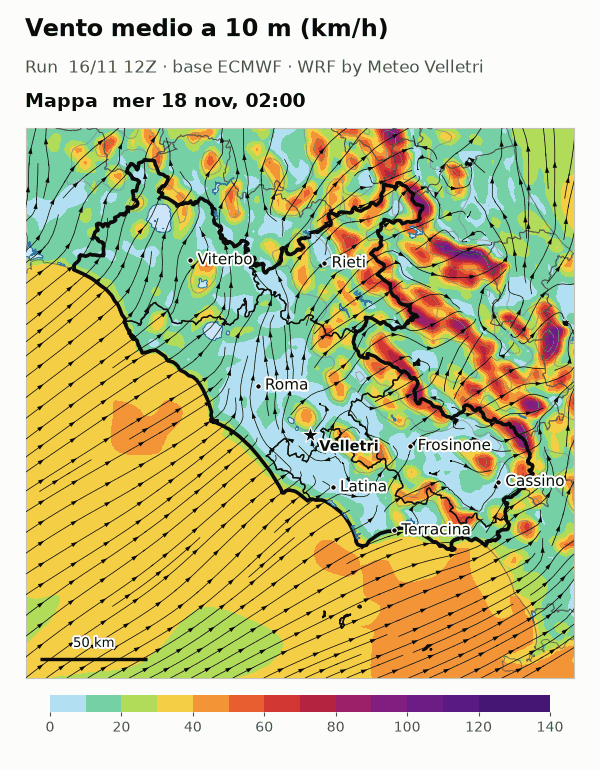 Vento medio a 10 m (km/h)
Run  16/11 12Z · base ECMWF · WRF by Meteo Velletri
Mappa  mer 18 nov, 02:00
Viterbo
Rieti
Roma
Velletri
Frosinone
Latina
Cassino
Terracina
50 km
0 20 40 60 80 100 120 140